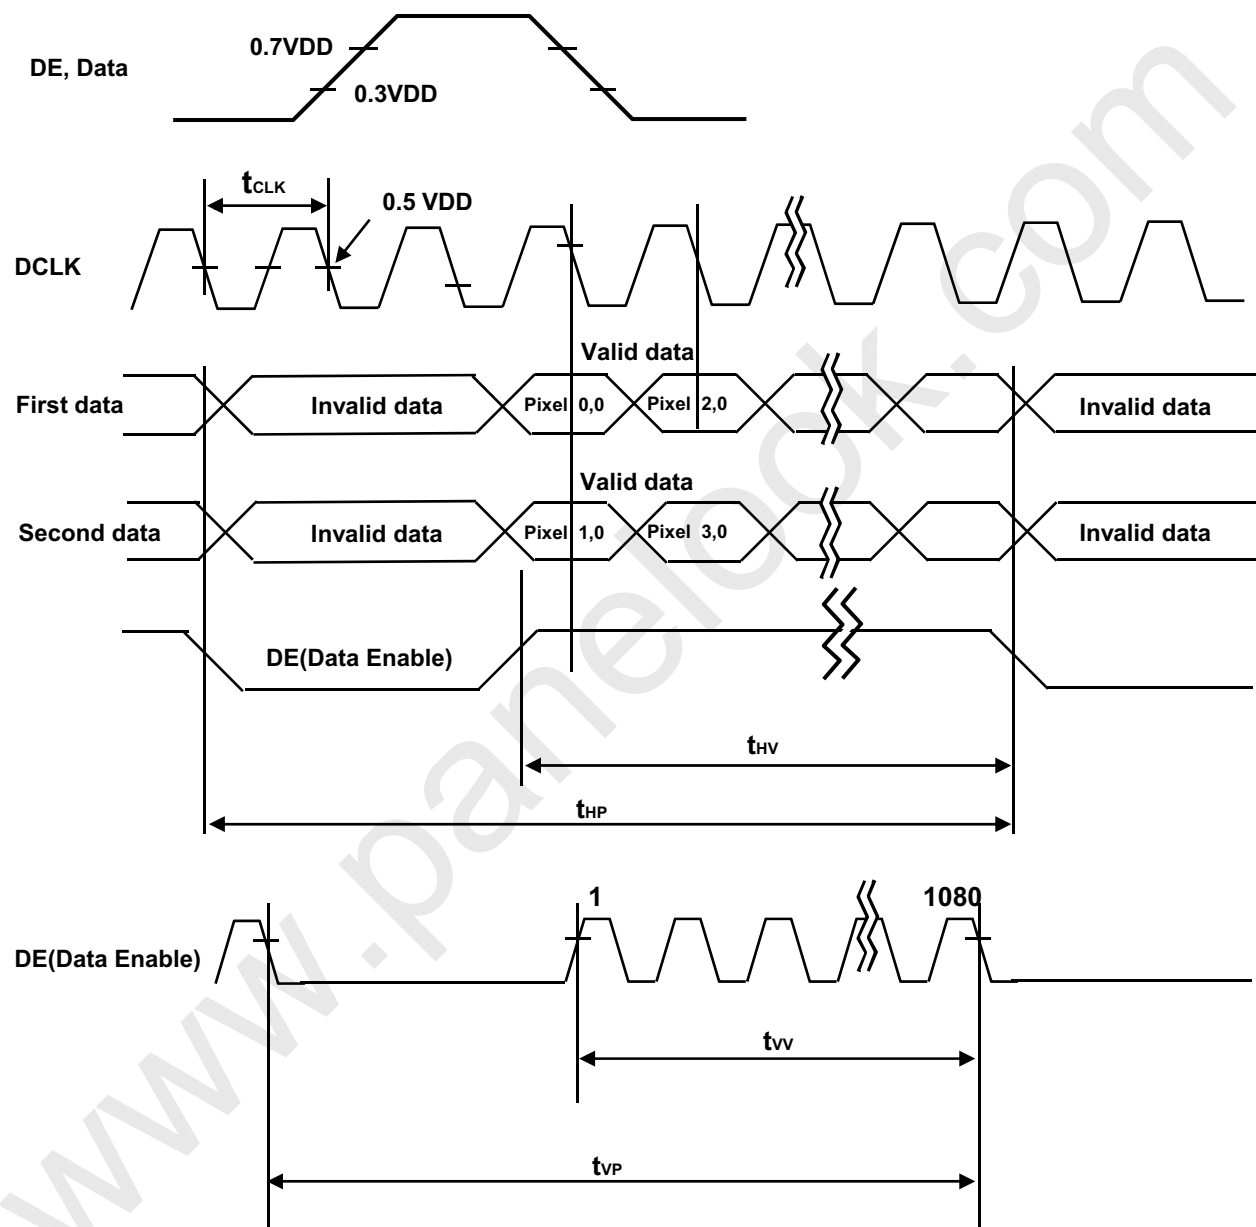 0.7VDD
DE, Data
0.3VDD
tCLK
0.5 VDD
DCLK
Valid data
First data
Invalid data
Pixel 0,0
Pixel 2,0
Invalid data
Valid data
Second data
Invalid data
Pixel 1,0
Pixel 3,0
Invalid data
DE(Data Enable)
tHV
tHP
1
1080
DE(Data Enable)
tVV
tVP
www.panelook.com